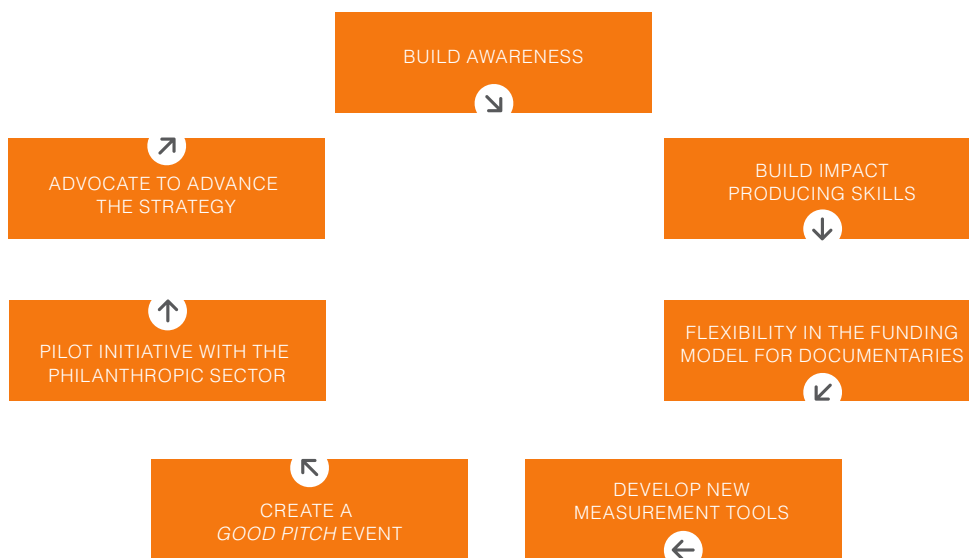 BUILD AWARENESS
BUILD IMPACT
PRODUCING SKILLS
FLEXIBILITY IN THE FUNDING
MODEL FOR DOCUMENTARIES
DEVELOP NEW
MEASUREMENT TOOLS
CREATE A
GOOD PITCH EVENT
PILOT INITIATIVE WITH THE
PHILANTHROPIC SECTOR
ADVOCATE TO ADVANCE
THE STRATEGY